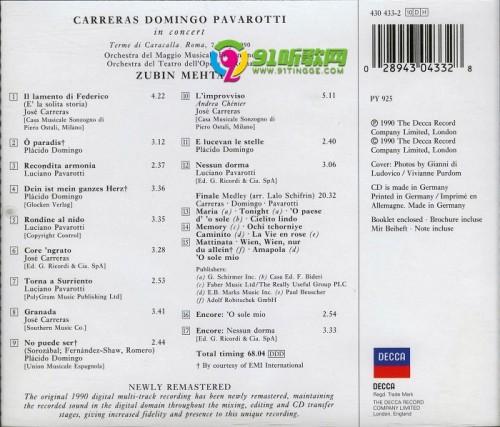 CARRERAS DOMINGO PAVAROTTI
in concert
Terme di Caracalla. Roma, 7
90
Orchestra del Maggio Musicale
Orchestra del Teatro dell'Op
ZUBIN MEHTA
91听歌网
WWW.91TINGGE.COM
430 433-2 10 D H
0 28943 04332 8
PY 925
1 Il lamento di Federico 4.22
(E' la solita storia)
José Carreras
[Casa Musicale Sonzogno di
Piero Ostali, Milano]
2 Ò paradis† 3.12
Plácido Domingo
3 Recondita armonia 2.57
Luciano Pavarotti
4 Dein ist mein ganzes Herz† 3.36
Plácido Domingo
[Glocken Verlag]
5 Rondine al nido 3.35
Luciano Pavarotti
[Copyright Control]
6 Core 'ngrato 3.28
José Carreras
[Ed. G. Ricordi & Cia. SpA]
7 Torna a Surriento 2.53
Luciano Pavarotti
[PolyGram Music Publishing Ltd]
8 Granada 3.41
José Carreras
[Southern Music Co.]
9 No puede ser† 2.44
(Sorozábal; Fernández-Shaw, Romero)
Plácido Domingo
[Union Musicale Espagnola]
10 L'improvviso 5.11
Andrea Chénier
José Carreras
[Casa Musicale Sonzogno di
Piero Ostali, Milano]
11 E lucevan le stelle 2.40
Plácido Domingo
12 Nessun dorma 3.06
Luciano Pavarotti
[Ed. G. Ricordi & Cia. SpA]
Finale Medley (arr. Lalo Schifrin) 20.32
Carreras · Domingo · Pavarotti
13 Maria (a) · Tonight (a) · 'O paese
d' 'o sole (b) · Cielito lindo
14 Memory (c) · Ochi tchorniye
Caminito (d) · La Vie en rose (e)
15 Mattinata · Wien, Wien, nur
du allein† (f) · Amapola (d)
'O sole mio
Publishers:
(a) G. Schirmer Inc. (b) Casa Ed. F. Bideri
(c) Faber Music Ltd/The Really Useful Group PLC
(d) E.B. Marks Music Inc. (e) Paul Beuscher
(f) Adolf Robitschek GmbH
16 Encore: 'O sole mio 2.54
17 Encore: Nessun dorma 3.33
[Ed. G. Ricordi & Cia. SpA]
Total timing 68.04 DDD
† By courtesy of EMI International
℗ 1990 The Decca Record
Company Limited, London
© 1990 The Decca Record
Company Limited, London
Cover: Photos by Gianni di
Ludovico / Vivianne Purdom
CD is made in Germany
Printed in Germany / Imprimé en
Allemagne. Made in Germany
Booklet enclosed · Brochure incluse
Mit Beiheft · Note incluse
DECCA
DECCA
Regd. Trade Mark
THE DECCA RECORD
COMPANY LIMITED
LONDON, England
NEWLY REMASTERED
The original 1990 digital multi-track recording has been newly remastered, maintaining
the recorded sound in the digital domain throughout the mixing, editing and CD transfer
stages, giving increased fidelity and presence to this unique recording.